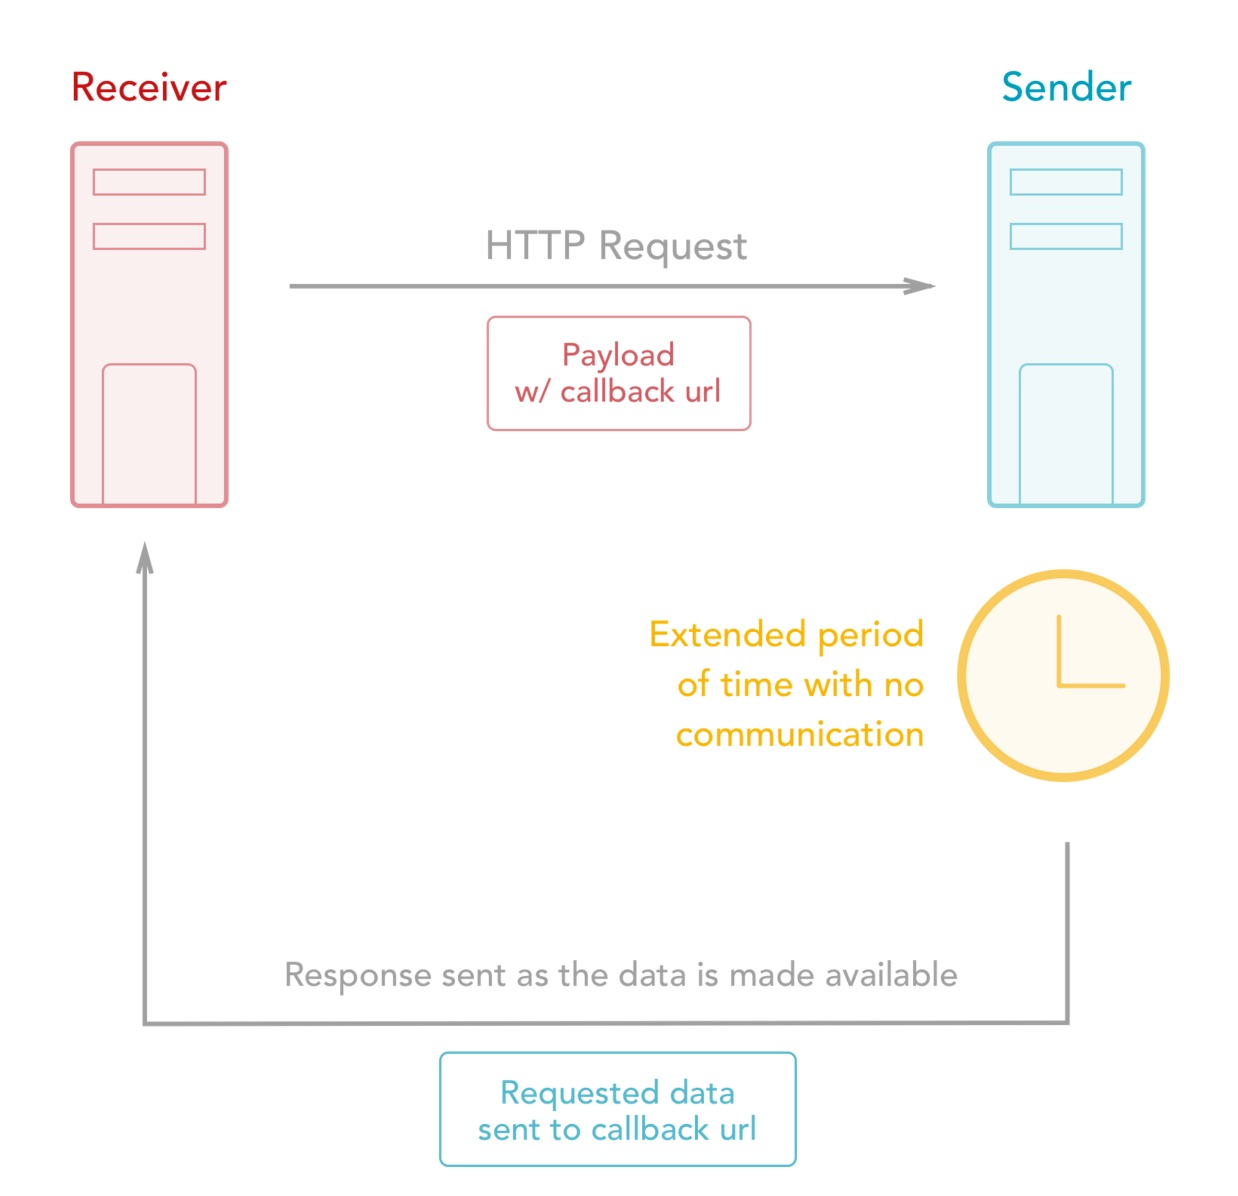 Receiver
Sender
HTTP Request
Payload
w/ callback url
Extended period
of time with no
communication
Response sent as the data is made available
Requested data
sent to callback url